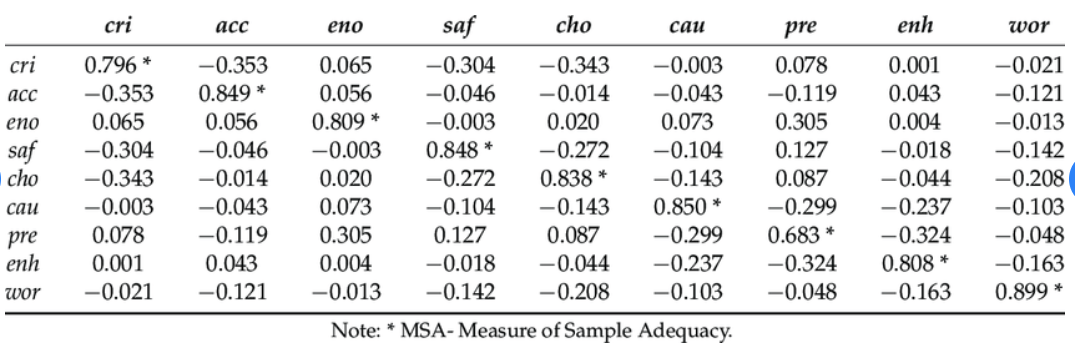 cri acc eno saf cho cau pre enh wor
cri 0.796 * −0.353 0.065 −0.304 −0.343 −0.003 0.078 0.001 −0.021
acc −0.353 0.849 * 0.056 −0.046 −0.014 −0.043 −0.119 0.043 −0.121
eno 0.065 0.056 0.809 * −0.003 0.020 0.073 0.305 0.004 −0.013
saf −0.304 −0.046 −0.003 0.848 * −0.272 −0.104 0.127 −0.018 −0.142
cho −0.343 −0.014 0.020 −0.272 0.838 * −0.143 0.087 −0.044 −0.208
cau −0.003 −0.043 0.073 −0.104 −0.143 0.850 * −0.299 −0.237 −0.103
pre 0.078 −0.119 0.305 0.127 0.087 −0.299 0.683 * −0.324 −0.048
enh 0.001 0.043 0.004 −0.018 −0.044 −0.237 −0.324 0.808 * −0.163
wor −0.021 −0.121 −0.013 −0.142 −0.208 −0.103 −0.048 −0.163 0.899 *
Note: * MSA- Measure of Sample Adequacy.